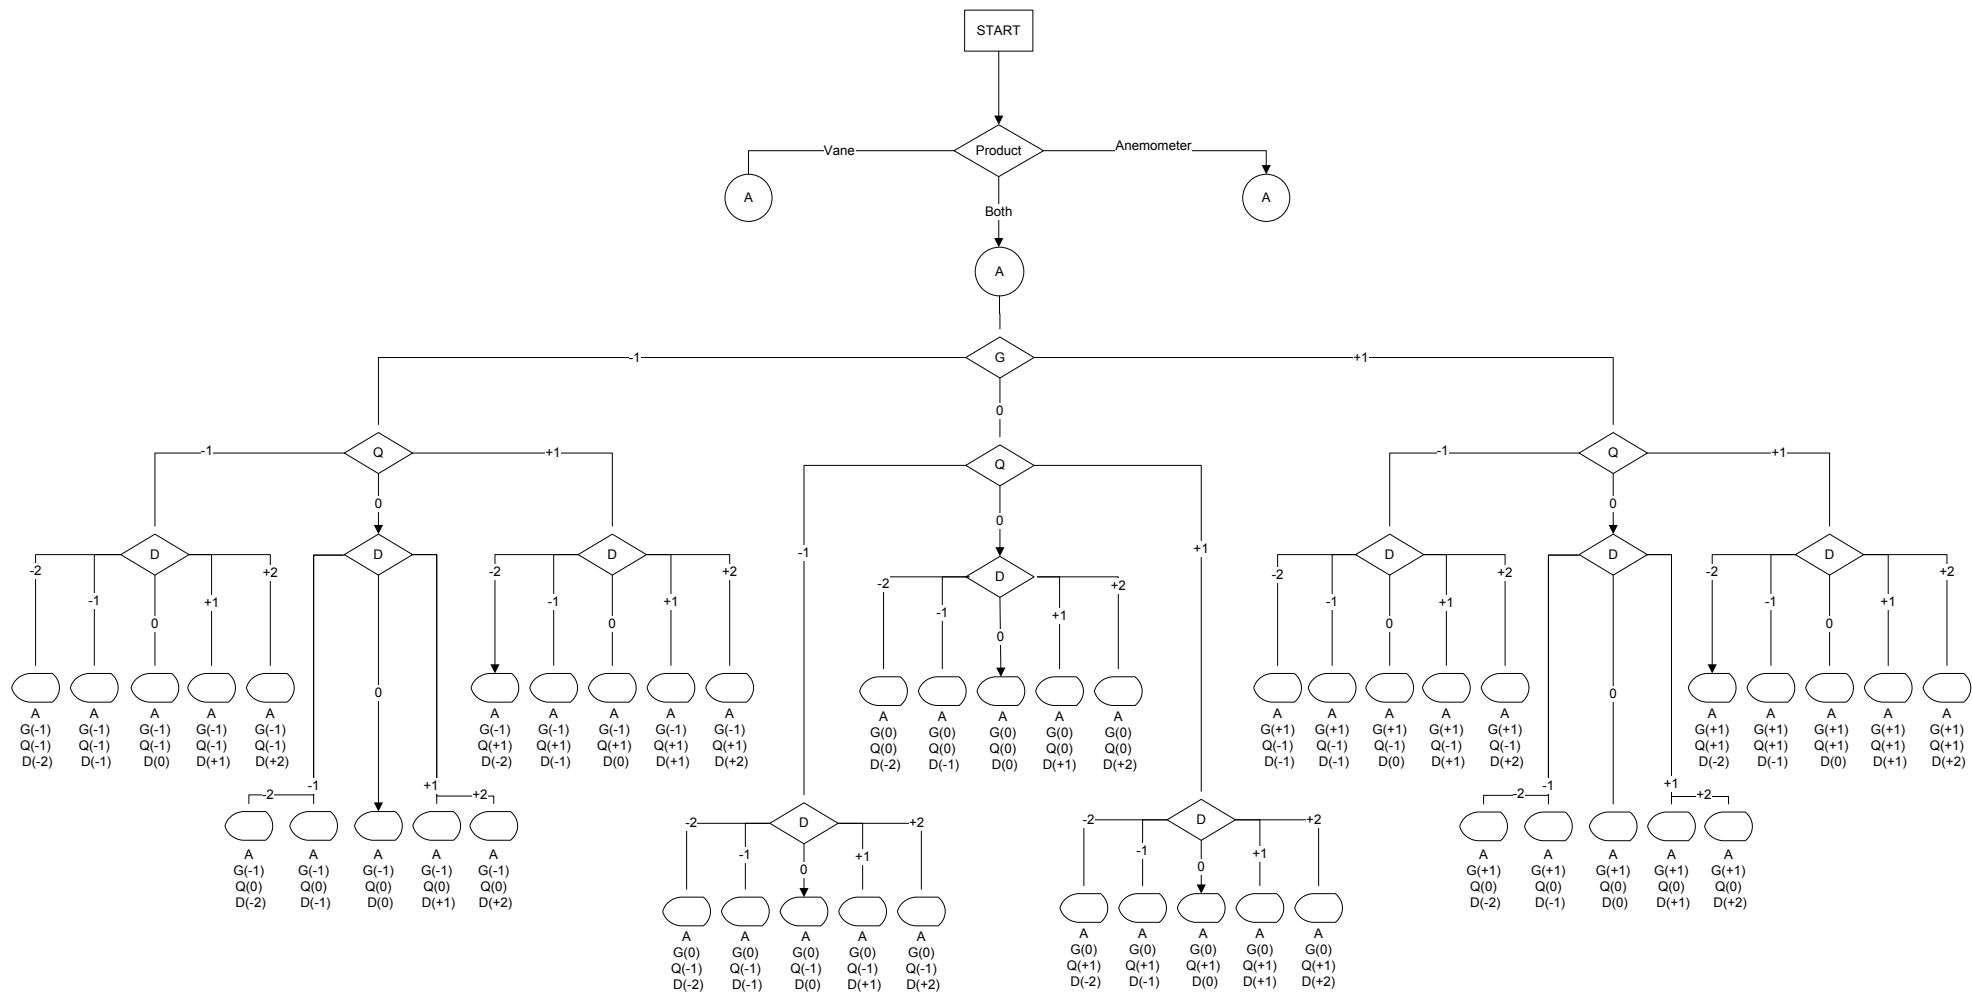 START
Product
Vane
Anemometer
A
A
Both
A
G
-1
+1
0
Q
-1
+1
0
Q
-1
+1
0
Q
-1
+1
0
D
-2
-1
0
+1
+2
D
-2
-1
0
+1
+2
D
-2
-1
0
+1
+2
D
-2
-1
0
+1
+2
D
-2
-1
0
+1
+2
D
-2
-1
0
+1
+2
D
-2
-1
0
+1
+2
A
G(-1)
Q(-1)
D(-2)
A
G(-1)
Q(-1)
D(-1)
A
G(-1)
Q(-1)
D(0)
A
G(-1)
Q(-1)
D(+1)
A
G(-1)
Q(-1)
D(+2)
A
G(-1)
Q(+1)
D(-2)
A
G(-1)
Q(+1)
D(-1)
A
G(-1)
Q(+1)
D(0)
A
G(-1)
Q(+1)
D(+1)
A
G(-1)
Q(+1)
D(+2)
A
G(0)
Q(0)
D(-2)
A
G(0)
Q(0)
D(-1)
A
G(0)
Q(0)
D(0)
A
G(0)
Q(0)
D(+1)
A
G(0)
Q(0)
D(+2)
A
G(+1)
Q(-1)
D(-1)
A
G(+1)
Q(-1)
D(-1)
A
G(+1)
Q(-1)
D(0)
A
G(+1)
Q(-1)
D(+1)
A
G(+1)
Q(-1)
D(+2)
A
G(+1)
Q(+1)
D(-2)
A
G(+1)
Q(+1)
D(-1)
A
G(+1)
Q(+1)
D(0)
A
G(+1)
Q(+1)
D(+1)
A
G(+1)
Q(+1)
D(+2)
A
G(-1)
Q(0)
D(-2)
A
G(-1)
Q(0)
D(-1)
A
G(-1)
Q(0)
D(0)
A
G(-1)
Q(0)
D(+1)
A
G(-1)
Q(0)
D(+2)
D
-2
-1
0
+1
+2
D
-2
-1
0
+1
+2
A
G(+1)
Q(0)
D(-2)
A
G(+1)
Q(0)
D(-1)
A
G(+1)
Q(0)
D(0)
A
G(+1)
Q(0)
D(+1)
A
G(+1)
Q(0)
D(+2)
A
G(0)
Q(-1)
D(-2)
A
G(0)
Q(-1)
D(-1)
A
G(0)
Q(-1)
D(0)
A
G(0)
Q(-1)
D(+1)
A
G(0)
Q(-1)
D(+2)
A
G(0)
Q(+1)
D(-2)
A
G(0)
Q(+1)
D(-1)
A
G(0)
Q(+1)
D(0)
A
G(0)
Q(+1)
D(+1)
A
G(0)
Q(+1)
D(+2)